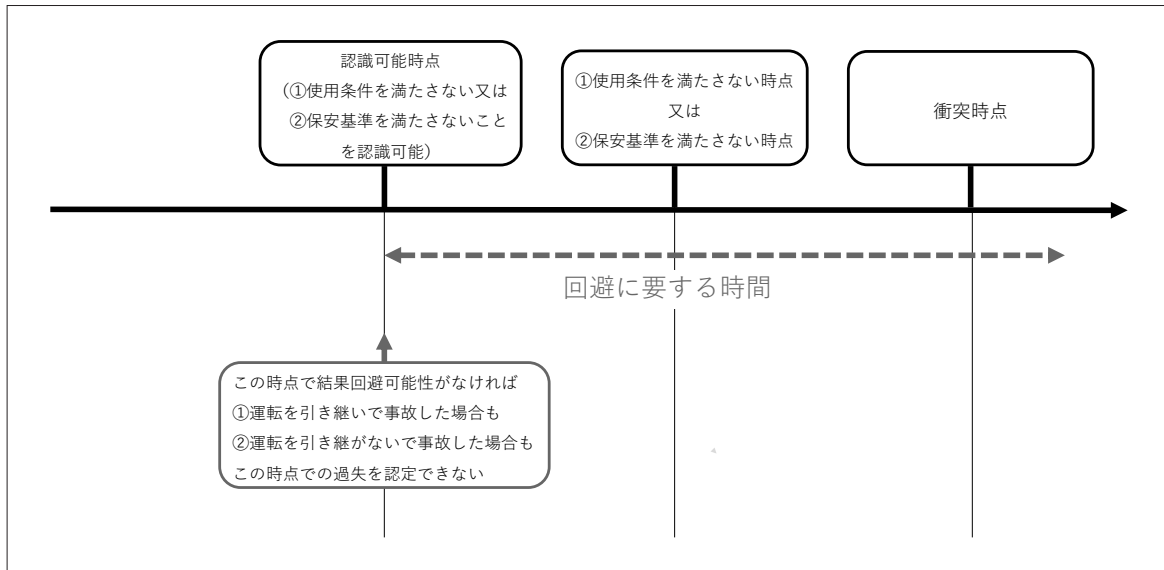 認識可能時点
(①使用条件を満たさない又は
②保安基準を満たさないこと
を認識可能)
①使用条件を満たさない時点
又は
②保安基準を満たさない時点
衝突時点
回避に要する時間
この時点で結果回避可能性がなければ
①運転を引き継いで事故した場合も
②運転を引き継がないで事故した場合も
この時点での過失を認定できない